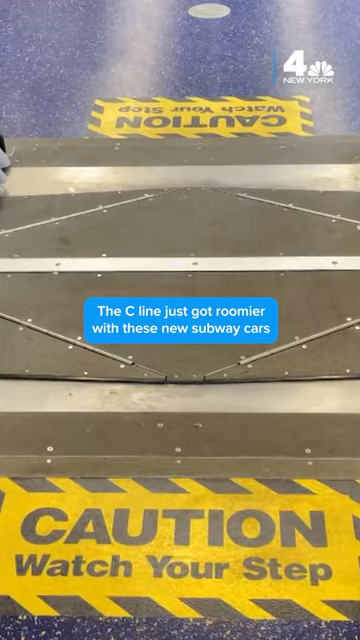 4
NEW YORK
Watch Your Step
CAUTION
The C line just got roomier
with these new subway cars
CAUTION
Watch Your Step